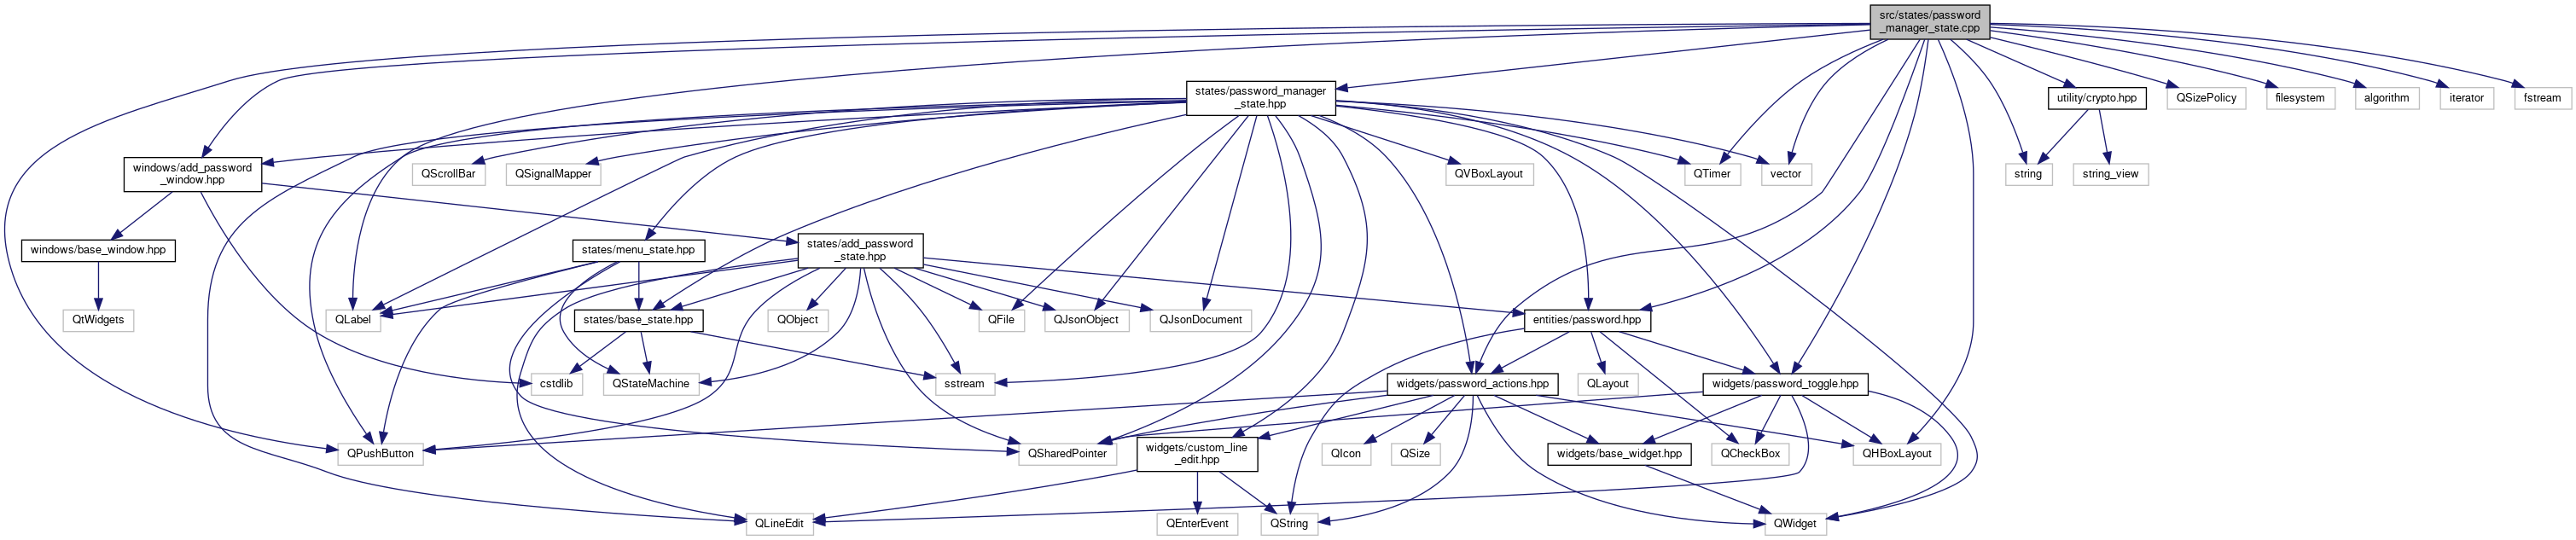 src/states/password
_manager_state.cpp
states/password_manager
_state.hpp
utility/crypto.hpp
QSizePolicy
filesystem
algorithm
iterator
fstream
windows/add_password
_window.hpp
QScrollBar
QSignalMapper
QVBoxLayout
QTimer
vector
string
string_view
windows/base_window.hpp
states/menu_state.hpp
states/add_password
_state.hpp
QtWidgets
QLabel
states/base_state.hpp
QObject
QFile
QJsonObject
QJsonDocument
entities/password.hpp
cstdlib
QStateMachine
sstream
widgets/password_actions.hpp
QLayout
widgets/password_toggle.hpp
QPushButton
QSharedPointer
widgets/custom_line
_edit.hpp
QIcon
QSize
widgets/base_widget.hpp
QCheckBox
QHBoxLayout
QLineEdit
QEnterEvent
QString
QWidget